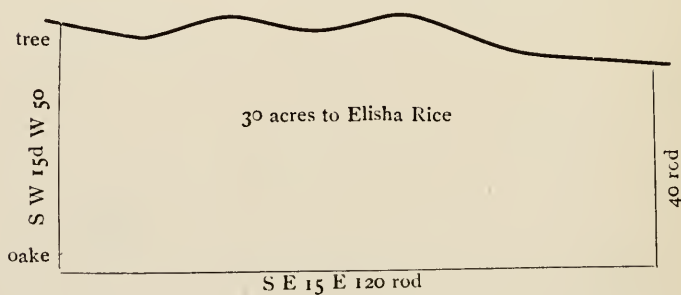 tree
30 acres to Elisha Rice
S W 15d W 50
40 rod
oake
S E 15 E 120 rod